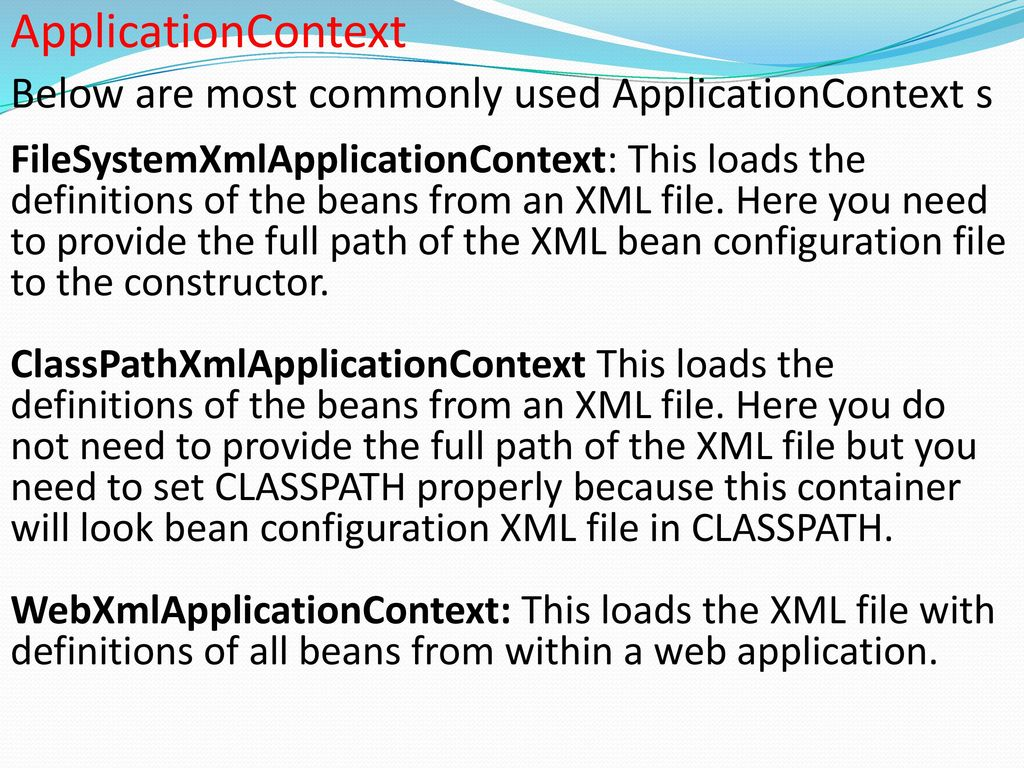 ApplicationContext
Below are most commonly used ApplicationContext s
FileSystemXmlApplicationContext: This loads the
definitions of the beans from an XML file. Here you need
to provide the full path of the XML bean configuration file
to the constructor.
ClassPathXmlApplicationContext This loads the
definitions of the beans from an XML file. Here you do
not need to provide the full path of the XML file but you
need to set CLASSPATH properly because this container
will look bean configuration XML file in CLASSPATH.
WebXmlApplicationContext: This loads the XML file with
definitions of all beans from within a web application.